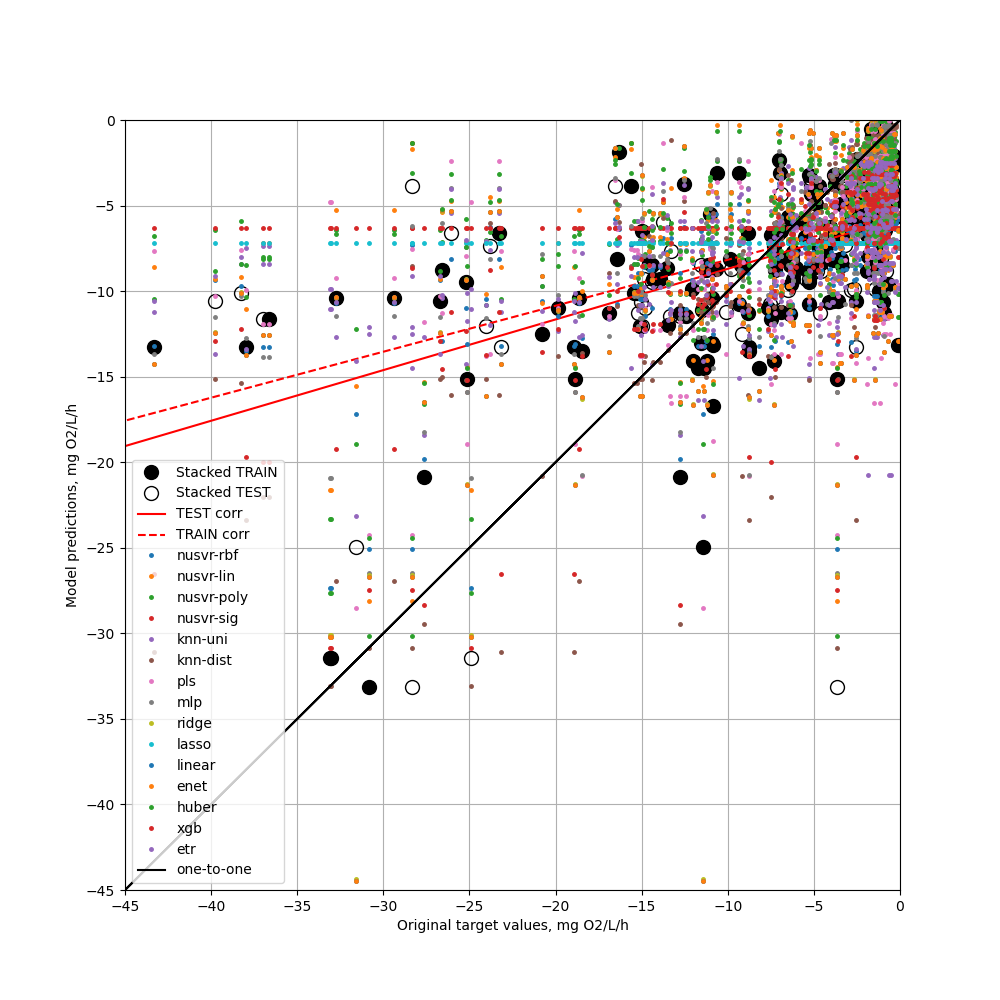 0
−5
−10
−15
−20
−25
−30
−35
−40
−45
Model predictions, mg O2/L/h
Stacked TRAIN
Stacked TEST
TEST corr
TRAIN corr
nusvr-rbf
nusvr-lin
nusvr-poly
nusvr-sig
knn-uni
knn-dist
pls
mlp
ridge
lasso
linear
enet
huber
xgb
etr
one-to-one
−45 −40 −35 −30 −25 −20 −15 −10 −5 0
Original target values, mg O2/L/h